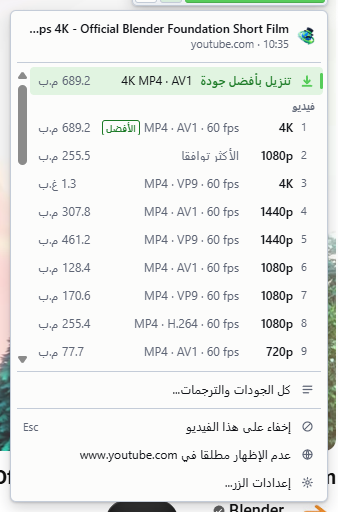 ...ps 4K - Official Blender Foundation Short Film
youtube.com · 10:35
تنزيل بأفضل جودة 4K MP4 · AV1 689.2 م.ب
فيديو
1 4K MP4 · AV1 · 60 fps الأفضل 689.2 م.ب
2 1080p الأكثر توافقا 255.5 م.ب
3 4K MP4 · VP9 · 60 fps 1.3 غ.ب
4 1440p MP4 · AV1 · 60 fps 307.8 م.ب
5 1440p MP4 · VP9 · 60 fps 461.2 م.ب
6 1080p MP4 · AV1 · 60 fps 128.4 م.ب
7 1080p MP4 · VP9 · 60 fps 170.6 م.ب
8 1080p MP4 · H.264 · 60 fps 255.4 م.ب
9 720p MP4 · AV1 · 60 fps 77.7 م.ب
كل الجودات والترجمات...
إخفاء على هذا الفيديو Esc
عدم الإظهار مطلقا في www.youtube.com
إعدادات الزر...
Blender